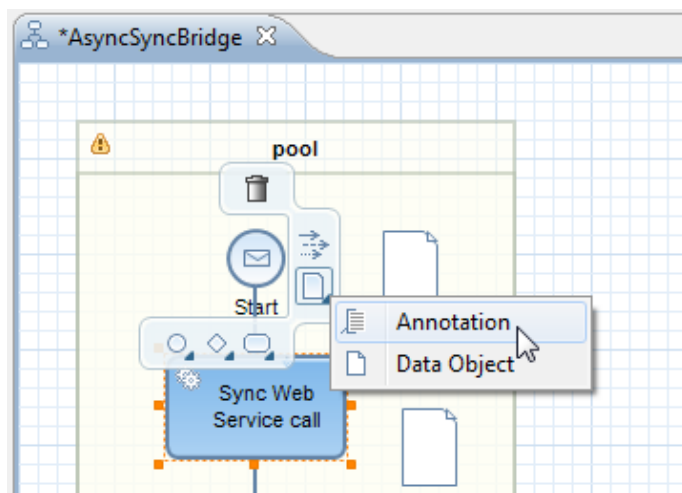 *AsyncSyncBridge
pool
Start
Annotation
Data Object
Sync Web
Service call